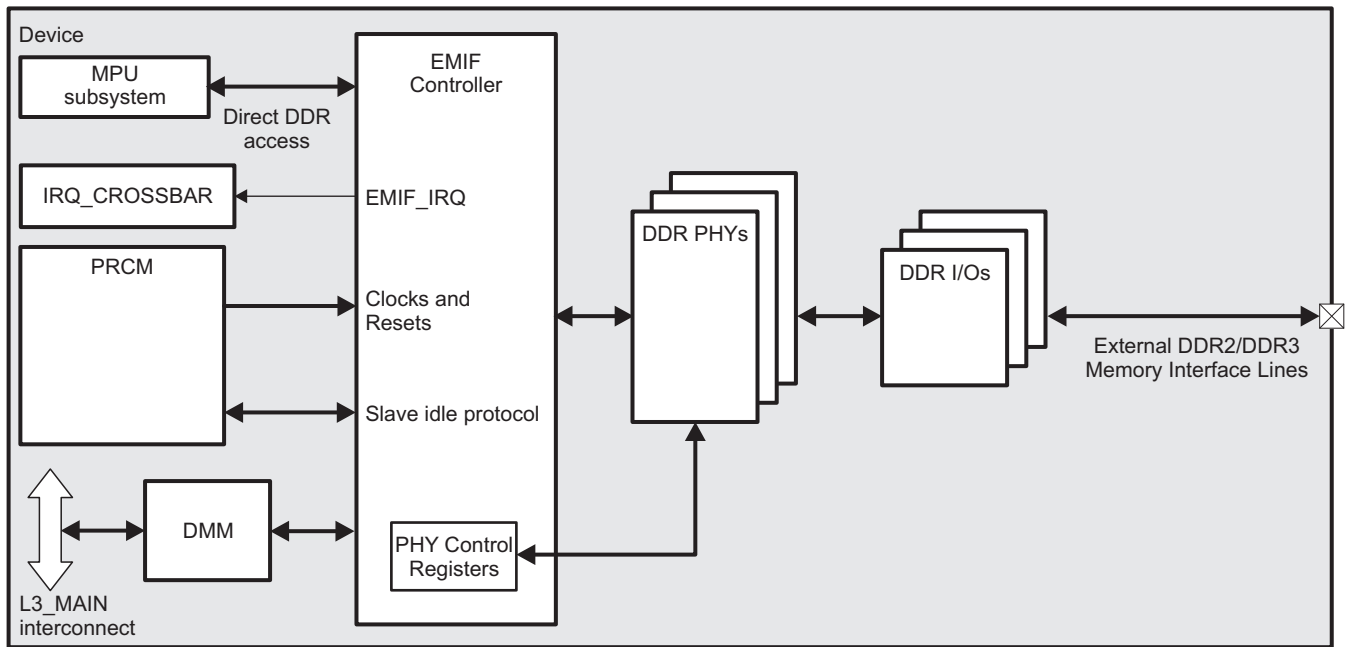 Device
MPU
subsystem
Direct DDR
access
EMIF
Controller
IRQ_CROSSBAR
EMIF_IRQ
PRCM
Clocks and
Resets
Slave idle protocol
DMM
L3_MAIN
interconnect
PHY Control
Registers
DDR PHYs
DDR I/Os
External DDR2/DDR3
Memory Interface Lines